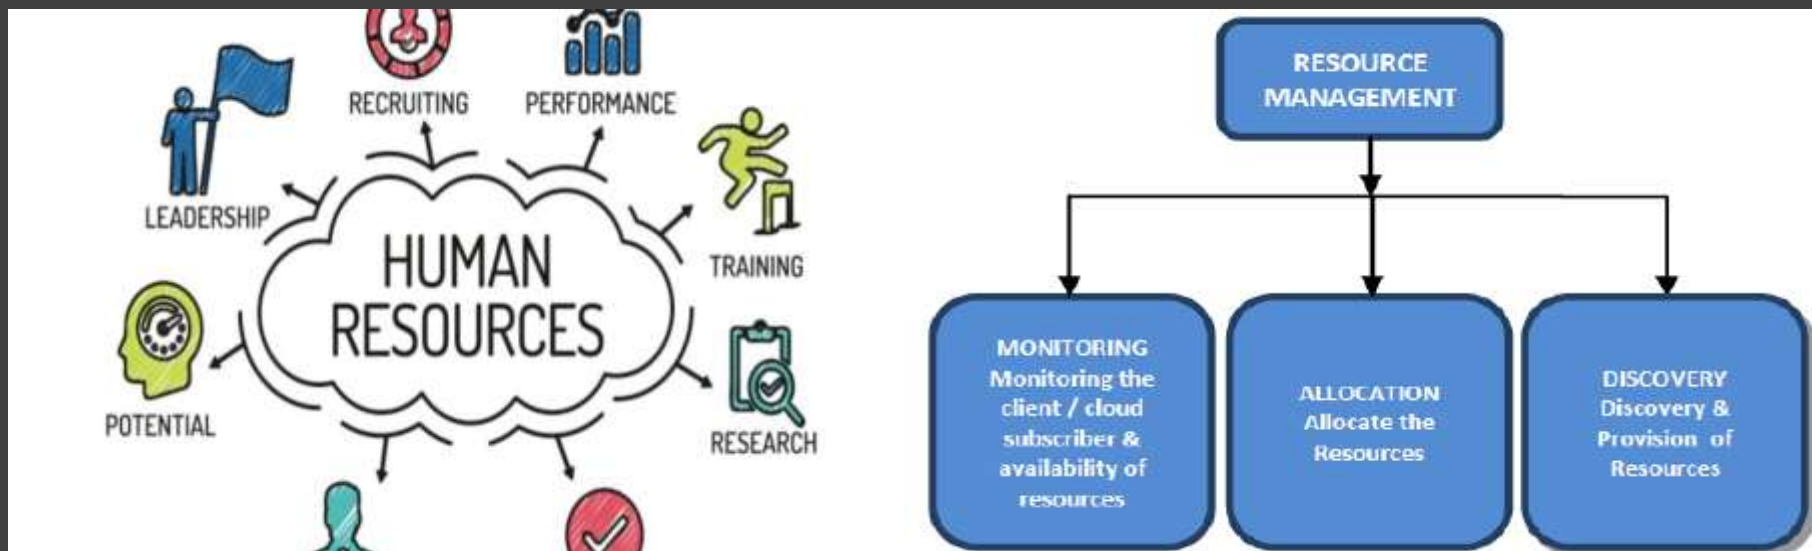 RECRUITING
PERFORMANCE
LEADERSHIP
TRAINING
HUMAN
RESOURCES
POTENTIAL
RESEARCH
RESOURCE
MANAGEMENT
MONITORING
Monitoring the
client / cloud
subscriber &
availability of
resources
ALLOCATION
Allocate the
Resources
DISCOVERY
Discovery &
Provision of
Resources